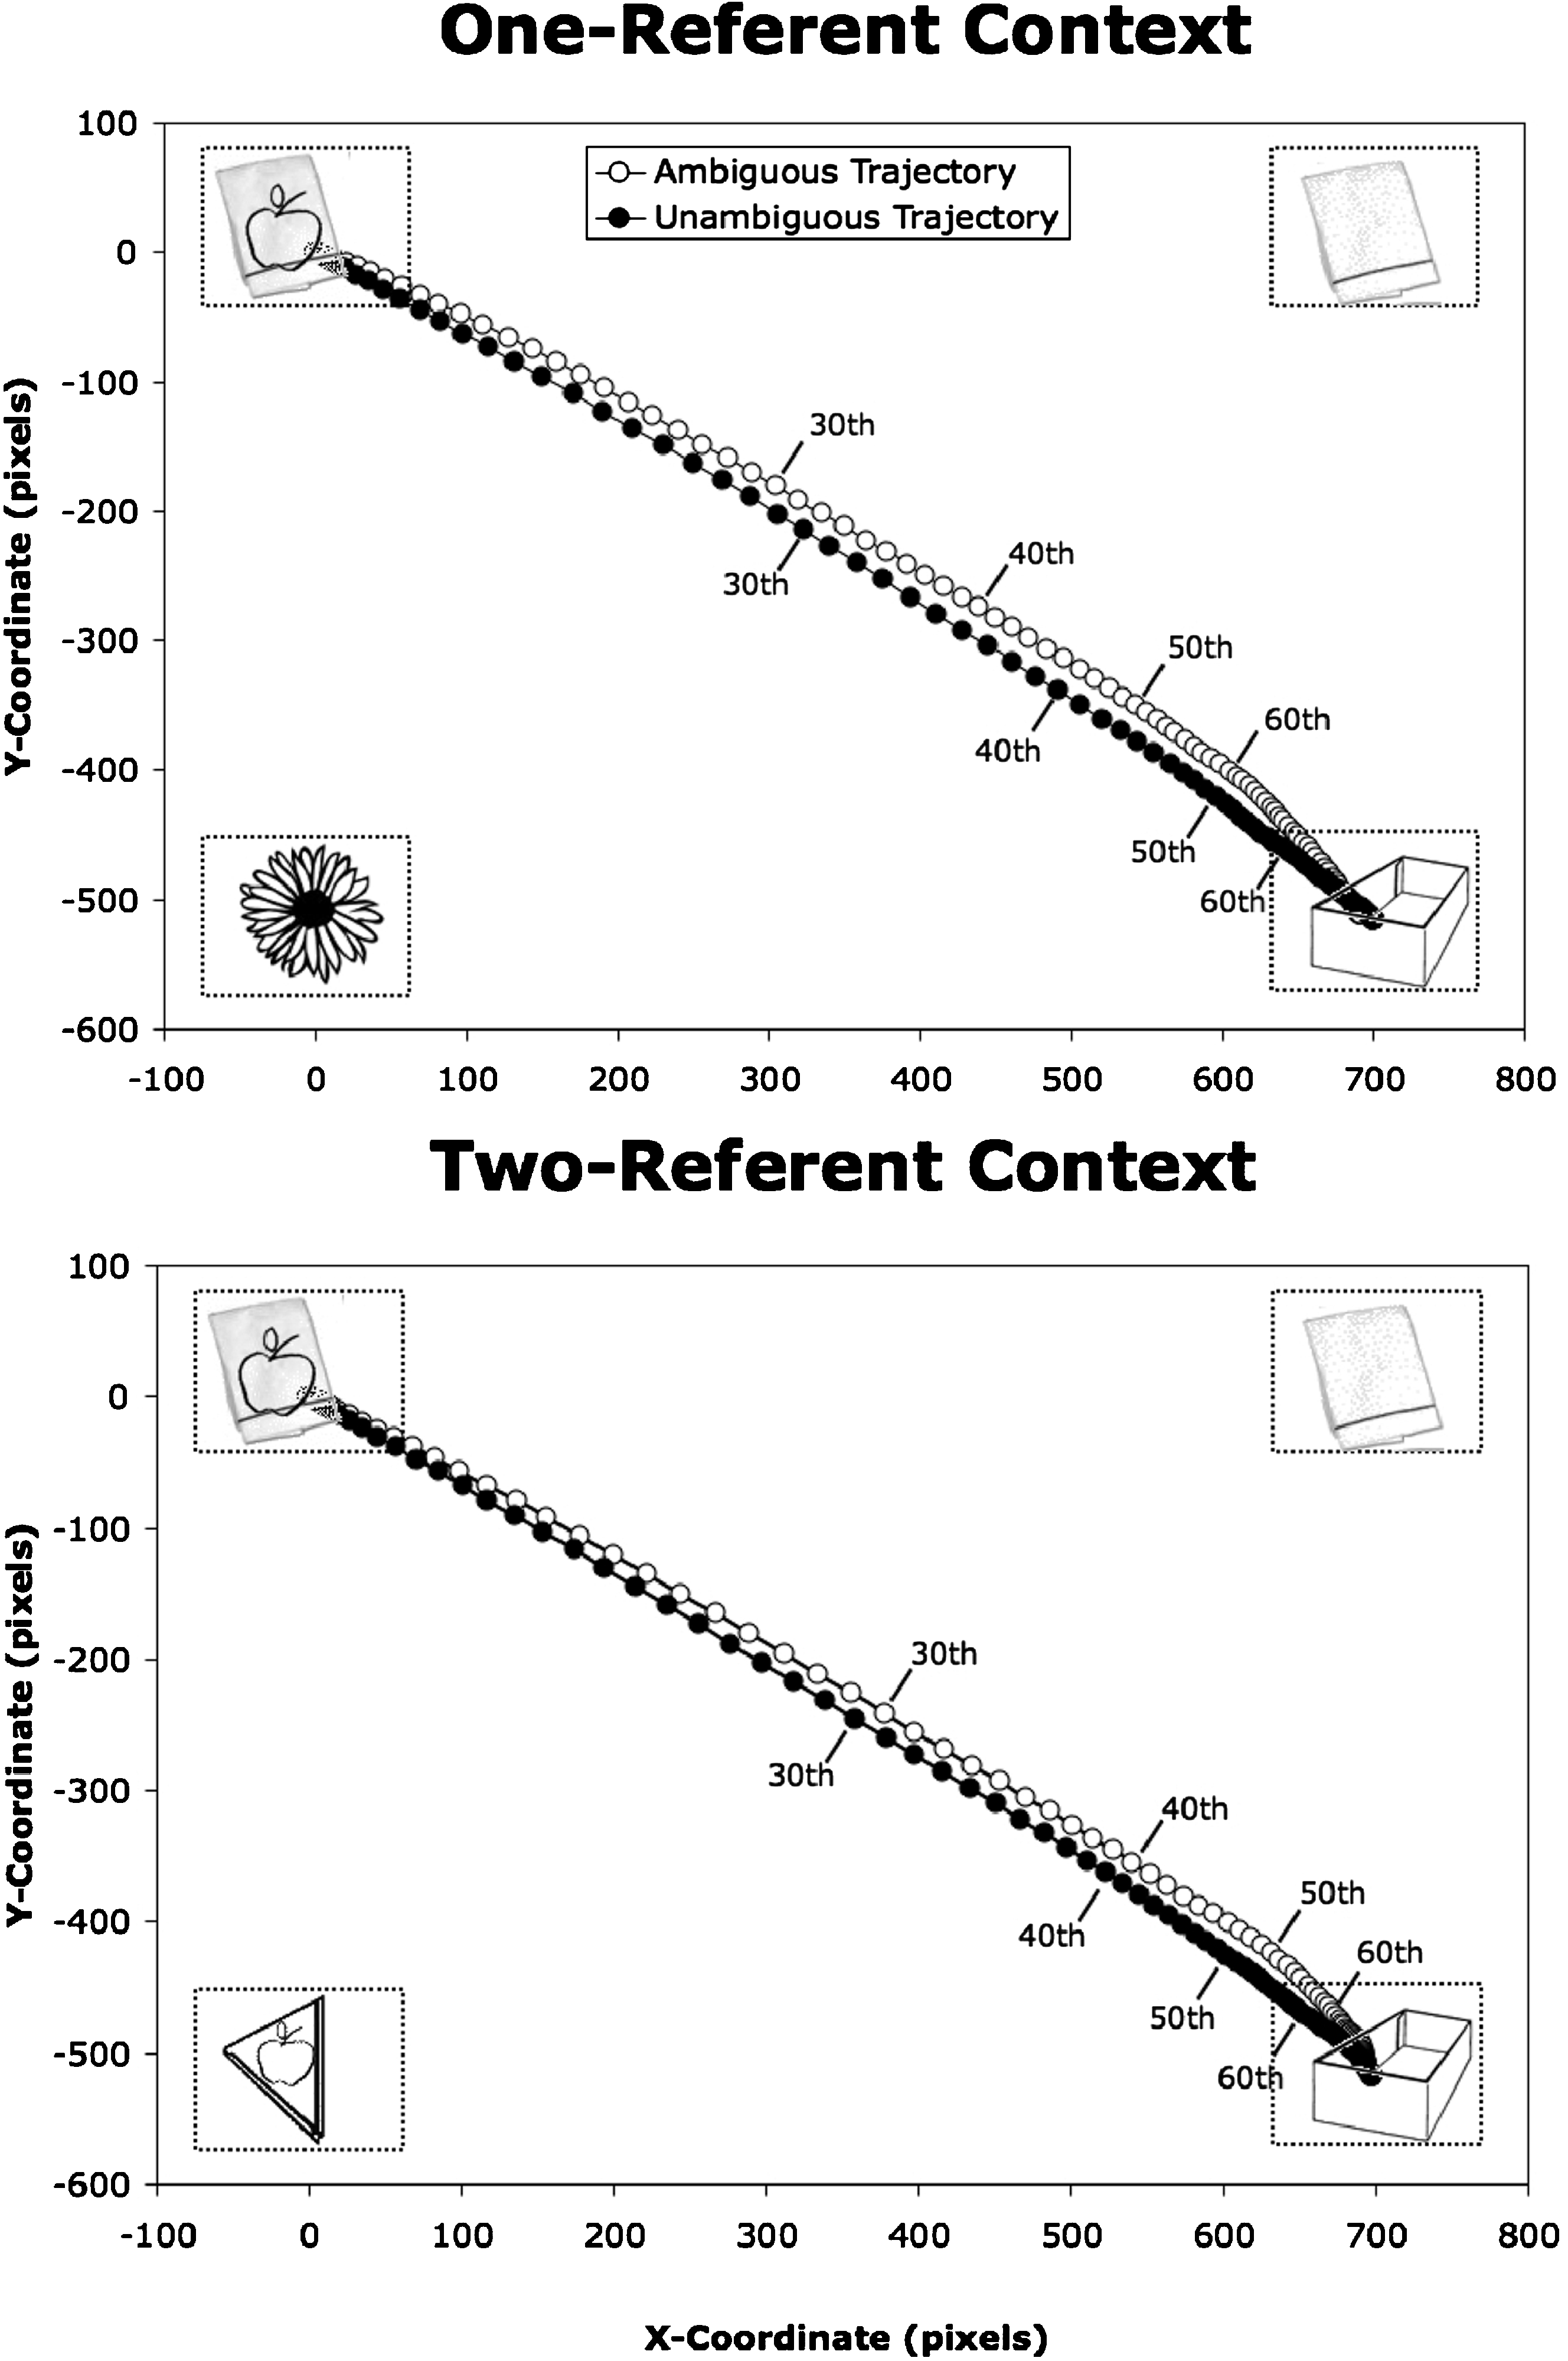 One-Referent Context
100
Ambiguous Trajectory
Unambiguous Trajectory
0
-100
30th
-200
40th
30th
-300
50th
60th
40th
-400
50th
60th
-500
-600
Y-Coordinate (pixels)
-100 0 100 200 300 400 500 600 700 800
Two-Referent Context
100
0
-100
-200
30th
30th
-300
40th
50th
40th
-400
60th
50th
-500
60th
-600
Y-Coordinate (pixels)
-100 0 100 200 300 400 500 600 700 800
X-Coordinate (pixels)